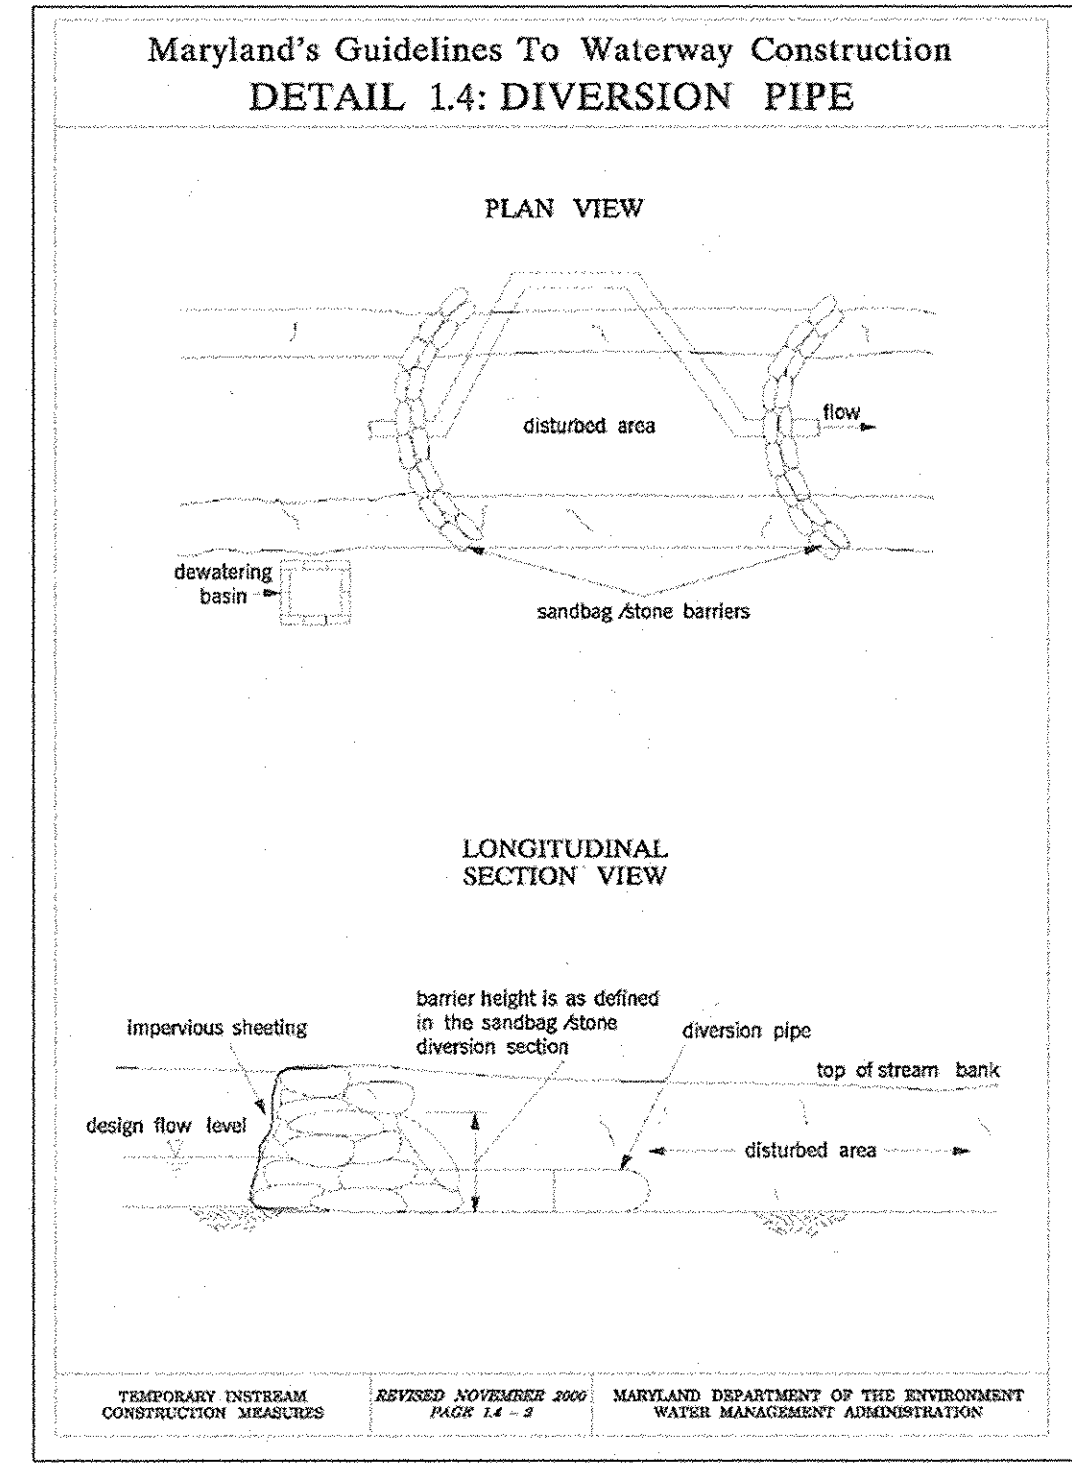 Maryland's Guidelines To Waterway Construction
DETAIL 1.4: DIVERSION PIPE
PLAN VIEW
flow
disturbed area
dewatering
basin
sandbag/stone barriers
LONGITUDINAL
SECTION VIEW
barrier height is as defined
in the sandbag/stone
diversion section
impervious sheeting
diversion pipe
top of stream bank
design flow level
disturbed area
TEMPORARY INSTREAM
CONSTRUCTION MEASURES
REVISED NOVEMBER 2000
PAGE 1.4 - 3
MARYLAND DEPARTMENT OF THE ENVIRONMENT
WATER MANAGEMENT ADMINISTRATION